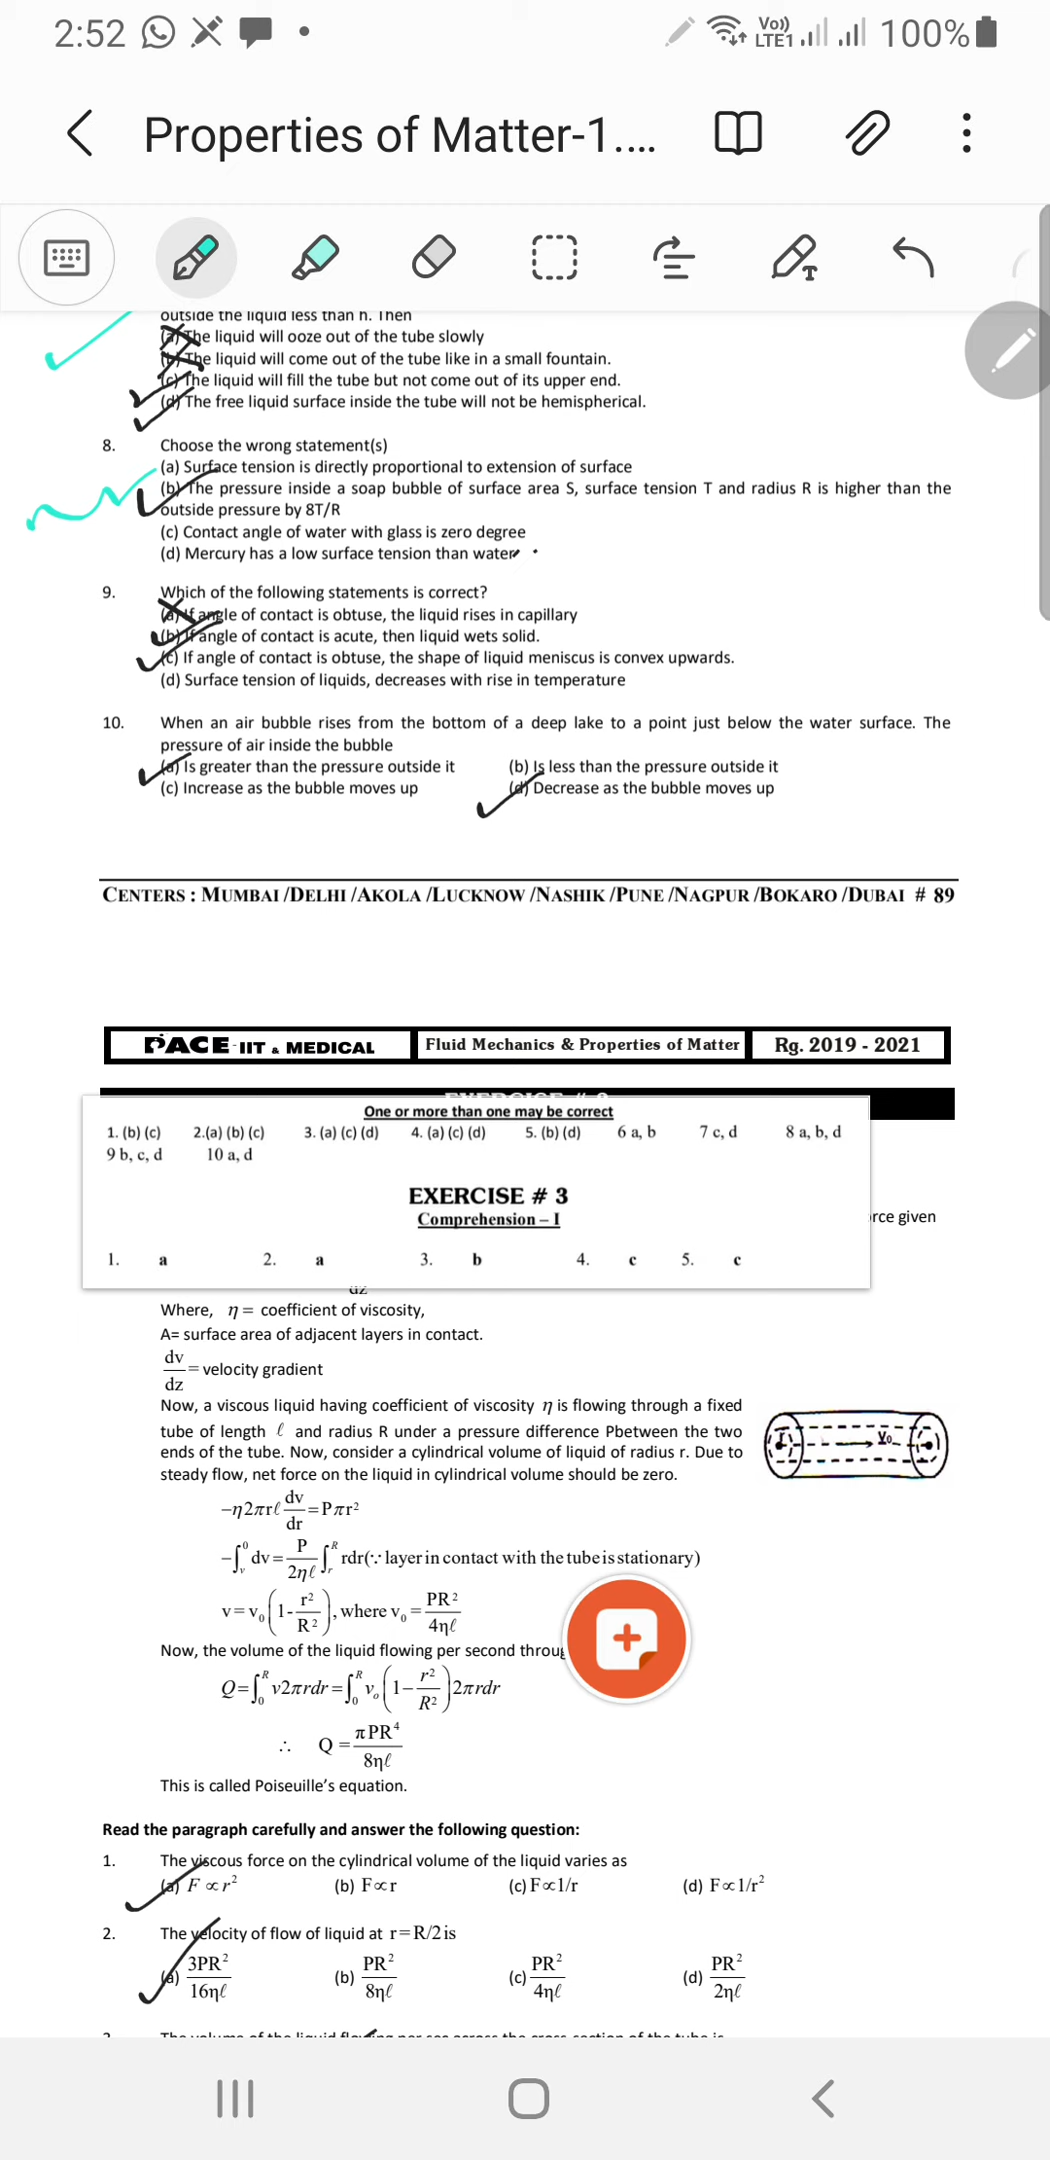 2:52 Vo)) LTE1 100%
Properties of Matter-1....
outside the liquid less than h. Then
(a) The liquid will ooze out of the tube slowly
(b) The liquid will come out of the tube like in a small fountain.
(c) The liquid will fill the tube but not come out of its upper end.
(d) The free liquid surface inside the tube will not be hemispherical.
8. Choose the wrong statement(s)
(a) Surface tension is directly proportional to extension of surface
(b) The pressure inside a soap bubble of surface area S, surface tension T and radius R is higher than the
outside pressure by 8T/R
(c) Contact angle of water with glass is zero degree
(d) Mercury has a low surface tension than water
9. Which of the following statements is correct?
(a) If angle of contact is obtuse, the liquid rises in capillary
(b) If angle of contact is acute, then liquid wets solid.
(c) If angle of contact is obtuse, the shape of liquid meniscus is convex upwards.
(d) Surface tension of liquids, decreases with rise in temperature
10. When an air bubble rises from the bottom of a deep lake to a point just below the water surface. The
pressure of air inside the bubble
(a) Is greater than the pressure outside it (b) Is less than the pressure outside it
(c) Increase as the bubble moves up (d) Decrease as the bubble moves up
CENTERS : MUMBAI /DELHI /AKOLA /LUCKNOW /NASHIK /PUNE /NAGPUR /BOKARO /DUBAI # 89
PACE IIT & MEDICAL Fluid Mechanics & Properties of Matter Rg. 2019 - 2021
One or more than one may be correct
1. (b) (c) 2.(a) (b) (c) 3. (a) (c) (d) 4. (a) (c) (d) 5. (b) (d) 6 a, b 7 c, d 8 a, b, d
9 b, c, d 10 a, d
EXERCISE # 3
Comprehension – I
rce given
1. a 2. a 3. b 4. c 5. c
dz
Where, η = coefficient of viscosity,
A= surface area of adjacent layers in contact.
dv/dz = velocity gradient
Now, a viscous liquid having coefficient of viscosity η is flowing through a fixed
tube of length ℓ and radius R under a pressure difference Pbetween the two
ends of the tube. Now, consider a cylindrical volume of liquid of radius r. Due to
steady flow, net force on the liquid in cylindrical volume should be zero.
−η2πrℓ dv/dr = Pπr²
−∫ᵥ⁰ dv = P/2ηℓ ∫ᵣᴿ rdr(∵ layer in contact with the tube is stationary)
v = v₀(1 - r²/R²), where v₀ = PR²/4ηℓ
Now, the volume of the liquid flowing per second throug
Q=∫₀ᴿ v2πrdr = ∫₀ᴿ vₒ(1−r²/R²)2πrdr
∴ Q = πPR⁴/8ηℓ
This is called Poiseuille’s equation.
Read the paragraph carefully and answer the following question:
1. The viscous force on the cylindrical volume of the liquid varies as
(a) F ∝ r² (b) F∝r (c) F∝1/r (d) F∝1/r²
2. The velocity of flow of liquid at r=R/2 is
(a) 3PR²/16ηℓ (b) PR²/8ηℓ (c) PR²/4ηℓ (d) PR²/2ηℓ
The volume of the liquid flowing per sec across the cross section of the tube is